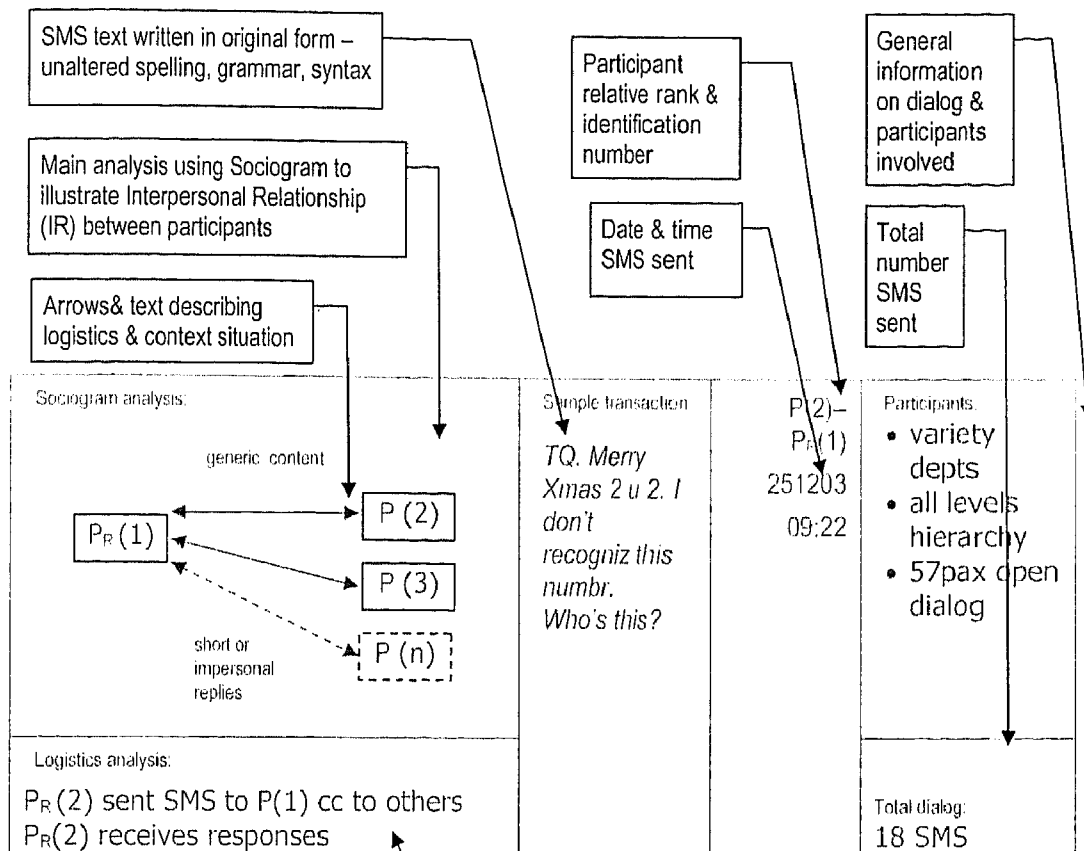 SMS text written in original form –
unaltered spelling, grammar, syntax
Participant
relative rank &
identification
number
General
information
on dialog &
participants
involved
Main analysis using Sociogram to
illustrate Interpersonal Relationship
(IR) between participants
Date & time
SMS sent
Total
number
SMS
sent
Arrows& text describing
logistics & context situation
Sociogram analysis:
generic content
PR (1)
P (2)
P (3)
P (n)
short or
impersonal
replies
Sample transaction
TQ. Merry
Xmas 2 u 2. I
don't
recogniz this
numbr.
Who's this?
P(2)–
PR(1)
251203
09:22
Participants:
• variety
depts
• all levels
hierarchy
• 57pax open
dialog
Logistics analysis:
PR (2) sent SMS to P(1) cc to others
PR(2) receives responses
Total dialog:
18 SMS